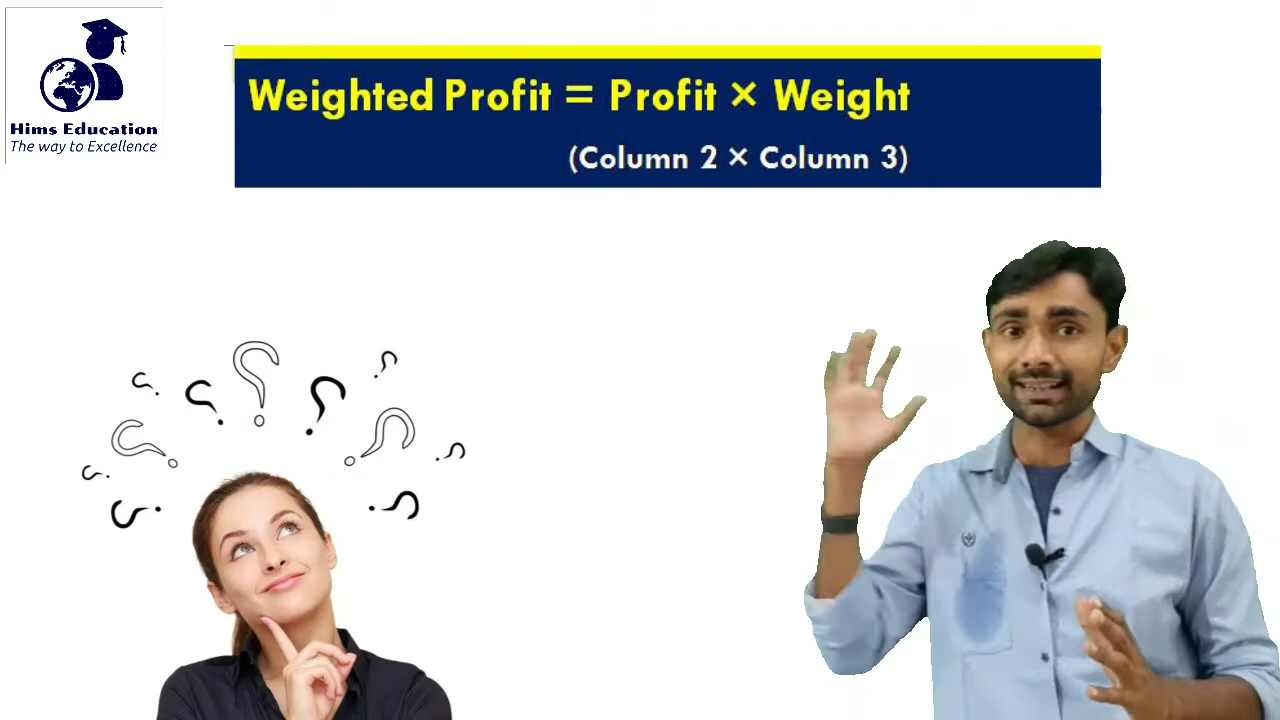 Hims Education
The way to Excellence
Weighted Profit = Profit × Weight
(Column 2 × Column 3)